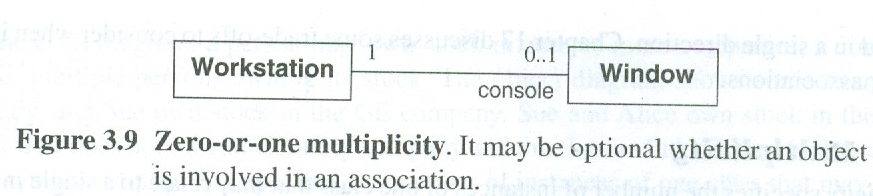 1
0..1
Workstation
Window
console
Figure 3.9 Zero-or-one multiplicity. It may be optional whether an object
is involved in an association.